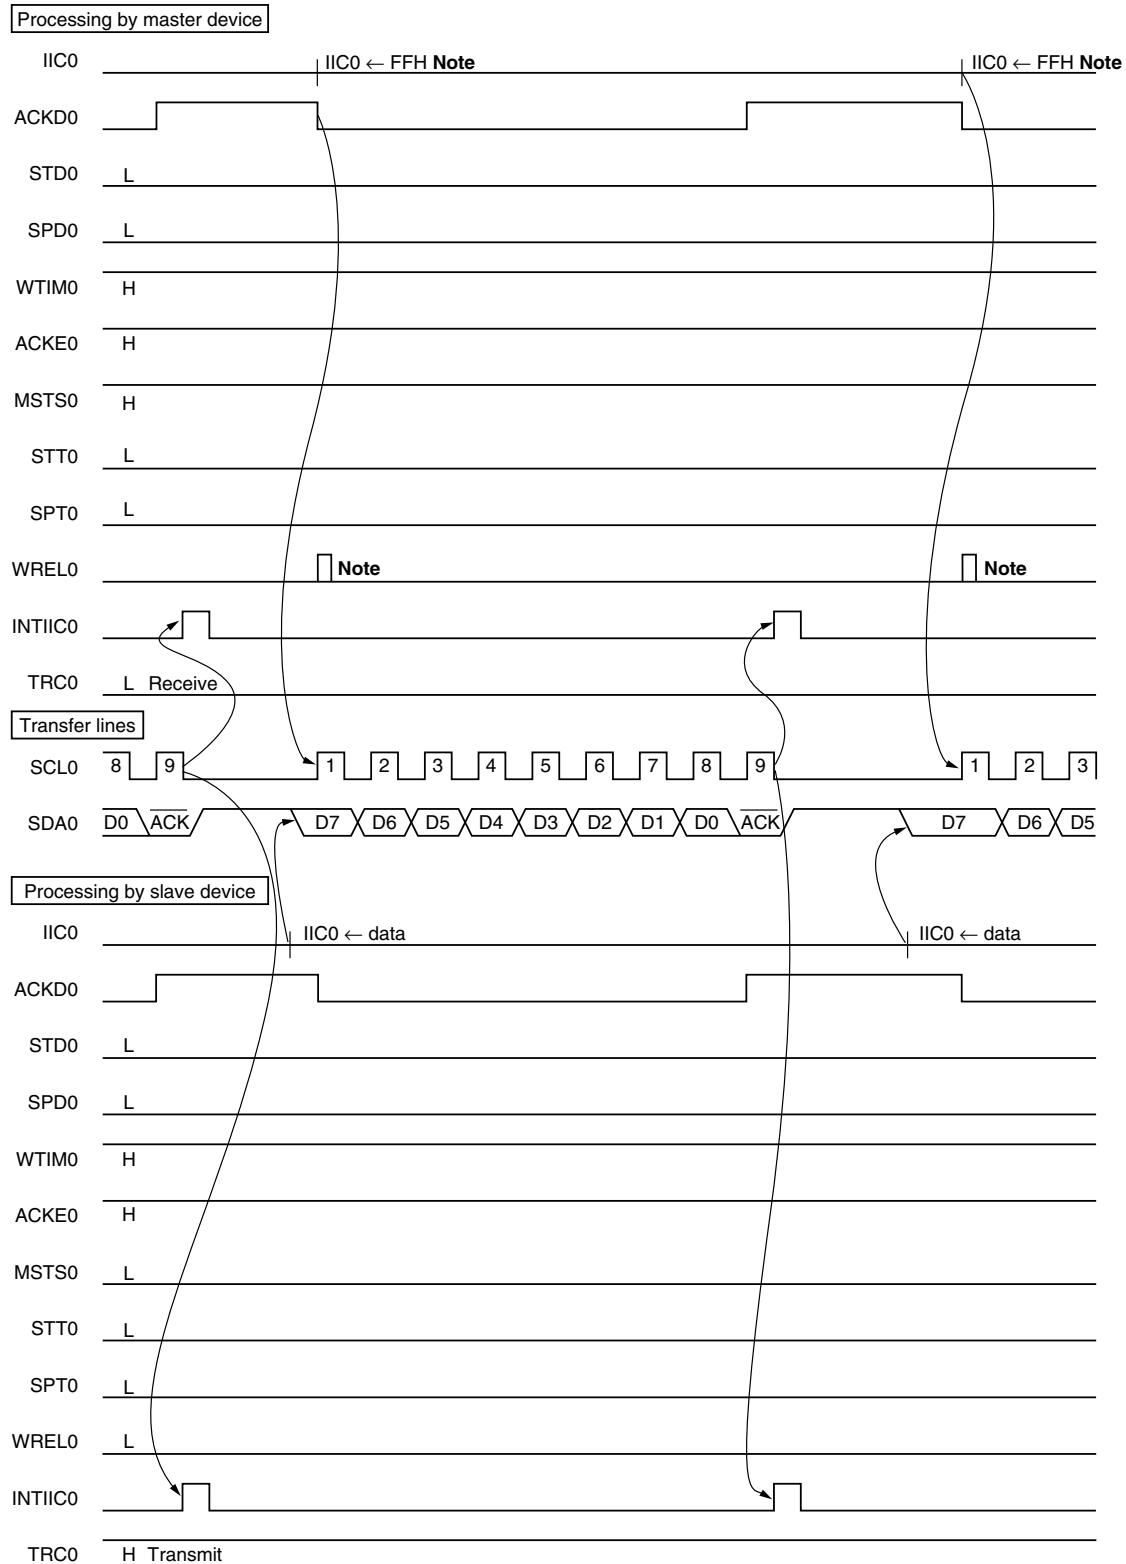 Processing by master device
IIC0 IIC0 ← FFH Note IIC0 ← FFH Note
ACKD0
STD0 L
SPD0 L
WTIM0 H
ACKE0 H
MSTS0 H
STT0 L
SPT0 L
WREL0 Note Note
INTIIC0
TRC0 L Receive
Transfer lines
SCL0 8 9 1 2 3 4 5 6 7 8 9 1 2 3
SDA0 D0 ACK D7 D6 D5 D4 D3 D2 D1 D0 ACK D7 D6 D5
Processing by slave device
IIC0 IIC0 ← data IIC0 ← data
ACKD0
STD0 L
SPD0 L
WTIM0 H
ACKE0 H
MSTS0 L
STT0 L
SPT0 L
WREL0 L
INTIIC0
TRC0 H Transmit